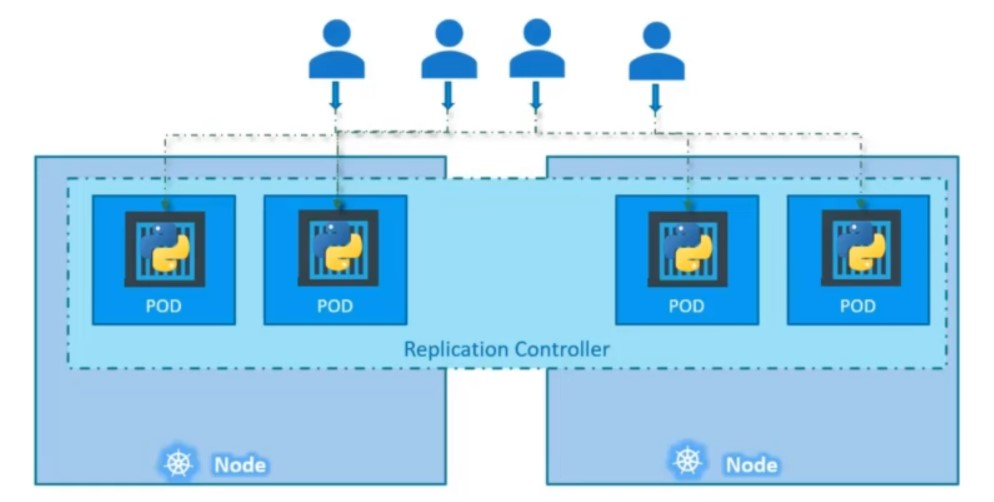 POD
POD
POD
POD
Replication Controller
Node
Node